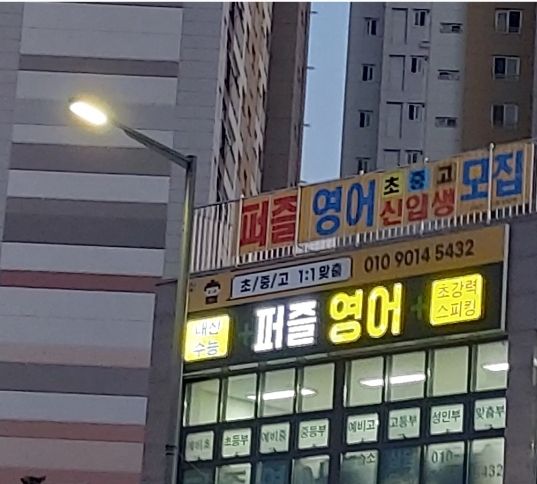 퍼즐 영어 초중고 신입생 모집
초/중/고 1:1 맞춤 010 9014 5432
내신 수능 + 퍼즐 영어 + 초강력 스피킹
예비초 초등부 예비중 중등부 예비고 고등부 성인부 맞춤부
010- 432